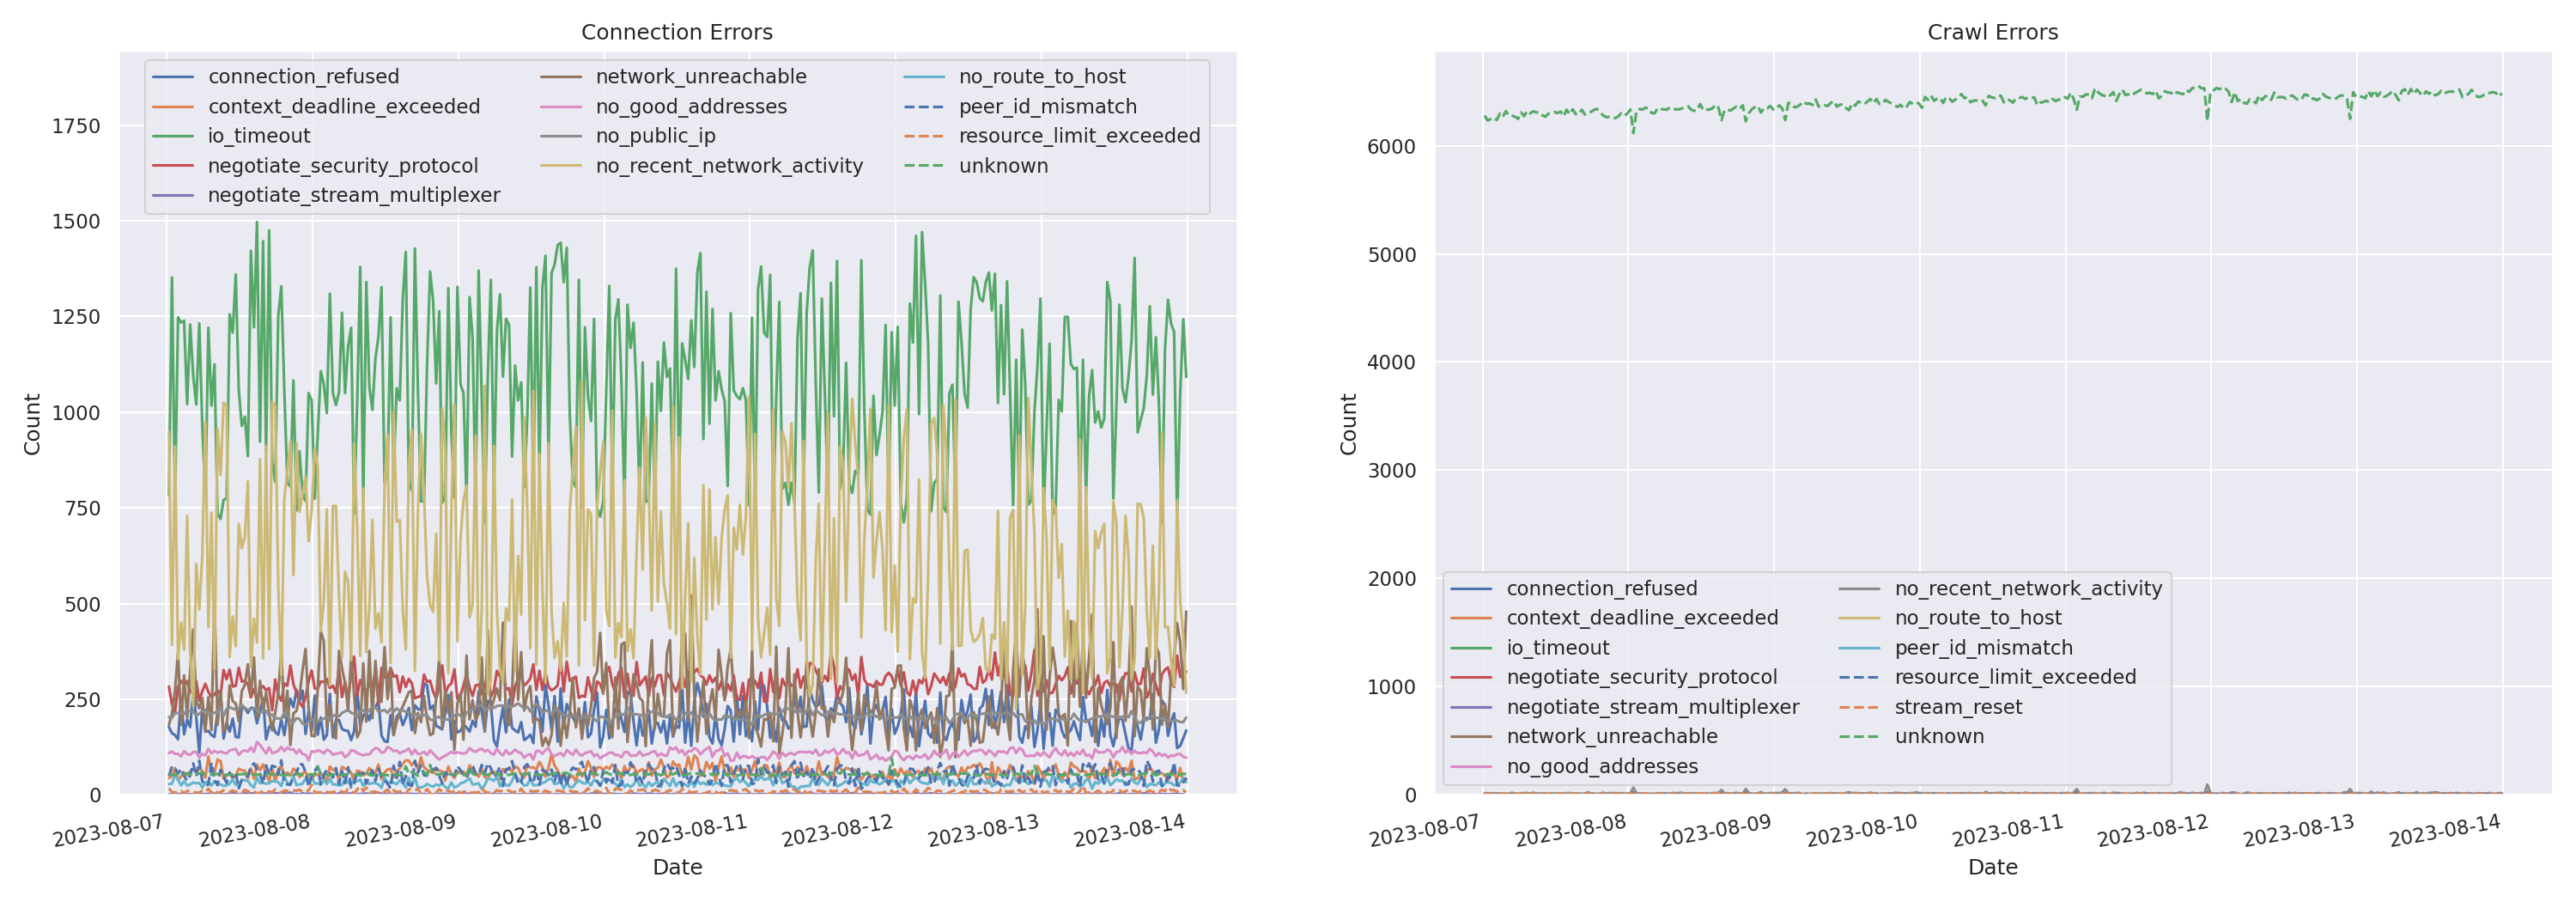 Connection Errors
connection_refused
context_deadline_exceeded
io_timeout
negotiate_security_protocol
negotiate_stream_multiplexer
network_unreachable
no_good_addresses
no_public_ip
no_recent_network_activity
no_route_to_host
peer_id_mismatch
resource_limit_exceeded
unknown
1750
1500
1250
1000
750
500
250
0
Count
2023-08-07
2023-08-08
2023-08-09
2023-08-10
2023-08-11
2023-08-12
2023-08-13
2023-08-14
Date
Crawl Errors
6000
5000
4000
3000
2000
1000
0
Count
connection_refused
context_deadline_exceeded
io_timeout
negotiate_security_protocol
negotiate_stream_multiplexer
network_unreachable
no_good_addresses
no_recent_network_activity
no_route_to_host
peer_id_mismatch
resource_limit_exceeded
stream_reset
unknown
2023-08-07
2023-08-08
2023-08-09
2023-08-10
2023-08-11
2023-08-12
2023-08-13
2023-08-14
Date